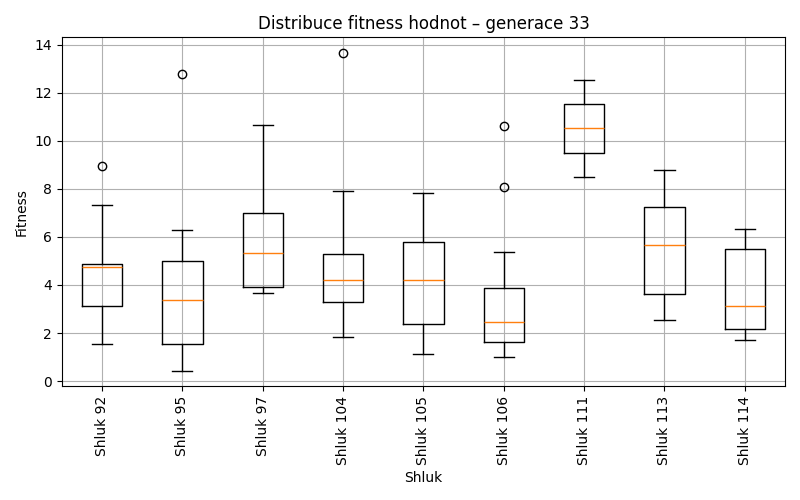 Distribuce fitness hodnot – generace 33
Fitness
14
12
10
8
6
4
2
0
Shluk 92
Shluk 95
Shluk 97
Shluk 104
Shluk 105
Shluk 106
Shluk 111
Shluk 113
Shluk 114
Shluk